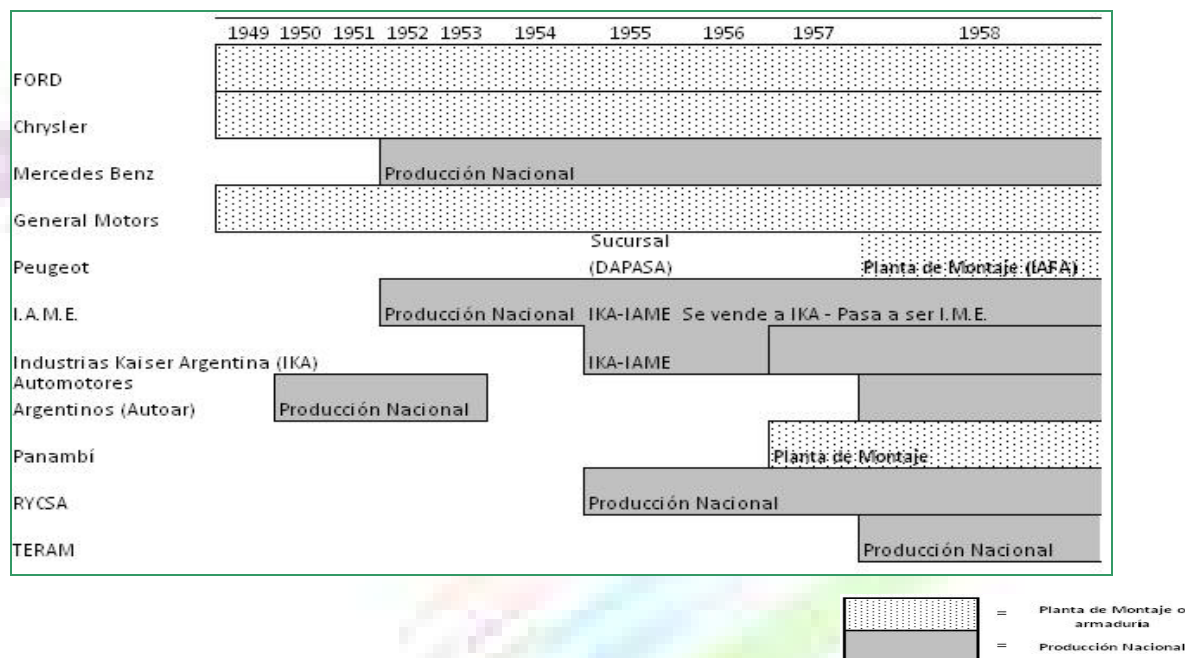 1949 1950 1951 1952 1953 1954 1955 1956 1957 1958
FORD
Chrysler
Mercedes Benz Producción Nacional
General Motors
Sucursal
Peugeot (DAPASA) Planta de Montaje (IAFA)
I.A.M.E. Producción Nacional IKA-IAME Se vende a IKA - Pasa a ser I.M.E.
Industrias Kaiser Argentina (IKA) IKA-IAME
Automotores
Argentinos (Autoar) Producción Nacional
Panambí Planta de Montaje
RYCSA Producción Nacional
TERAM Producción Nacional
= Planta de Montaje o
armaduría
= Producción Nacional